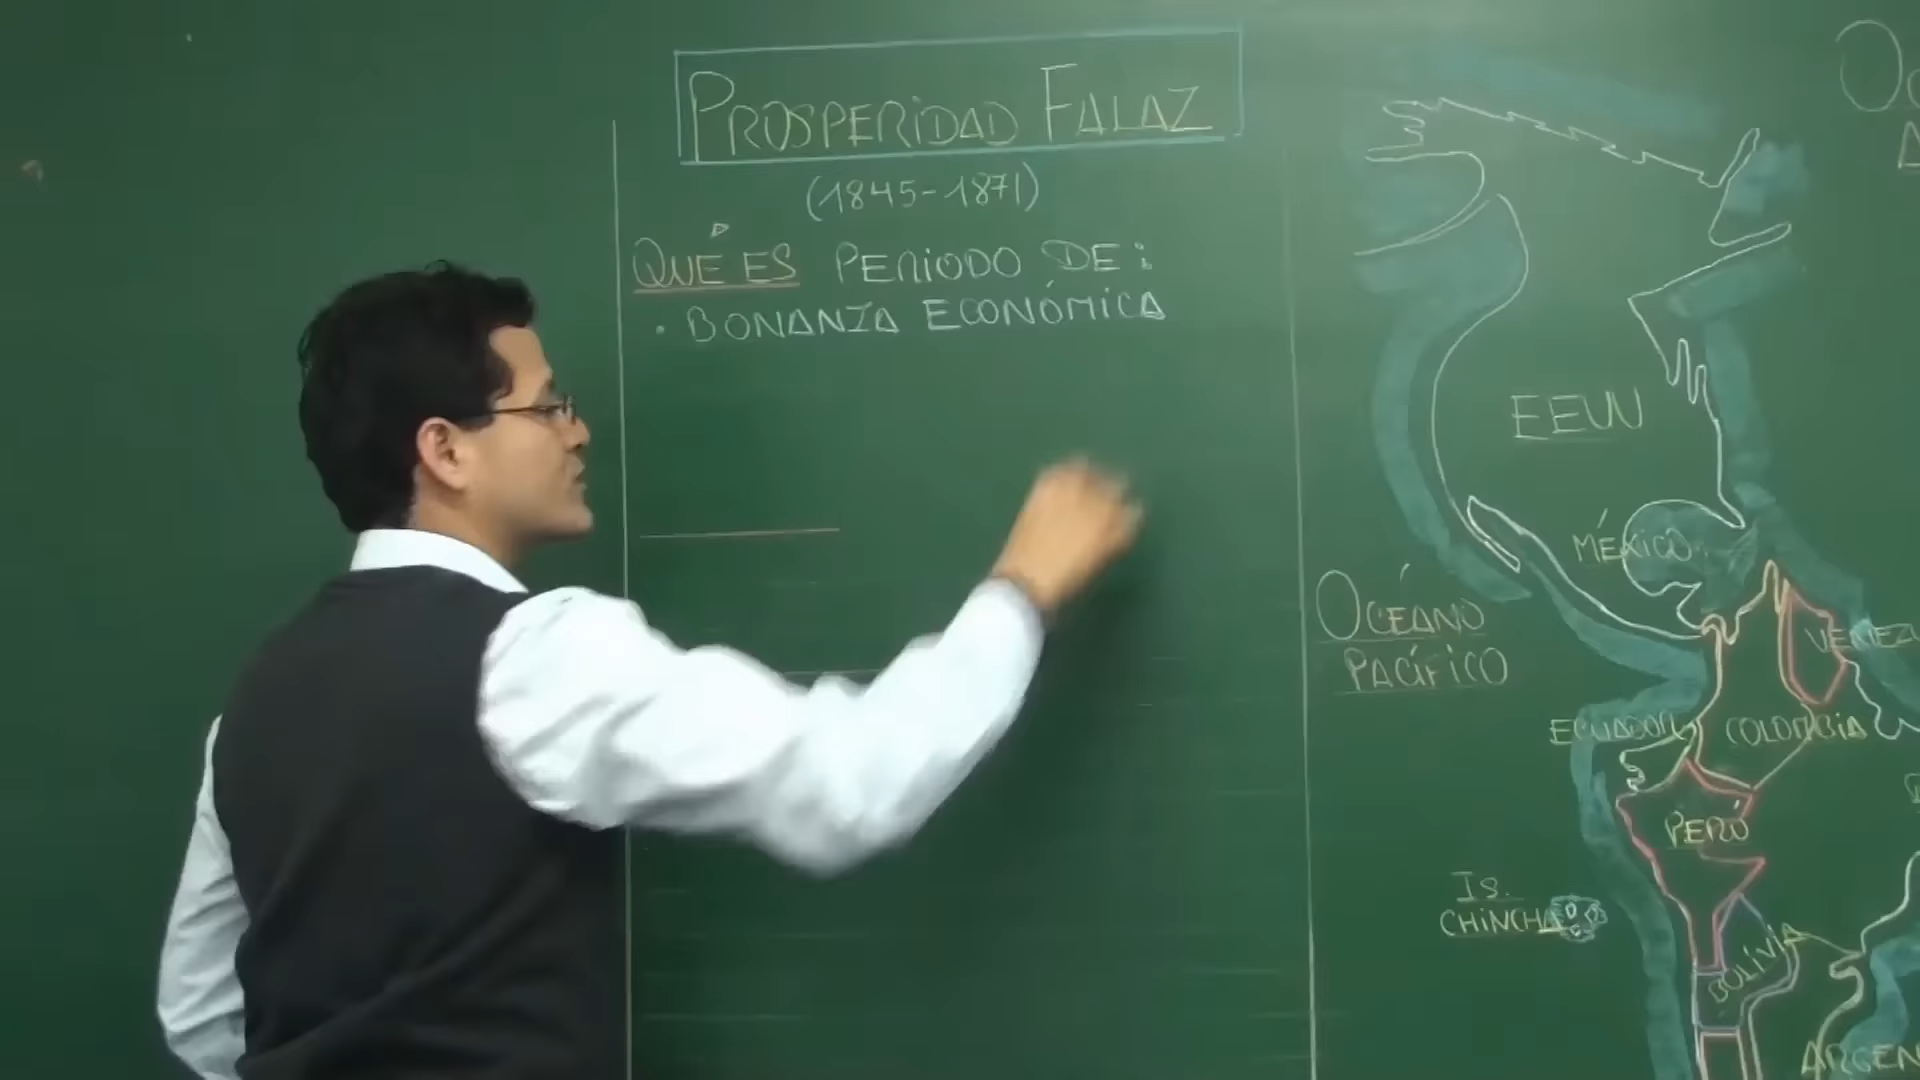 PROSPERIDAD FALAZ
(1845-1871)
QUÉ ES PERIODO DE:
• BONANZA ECONÓMICA
EEUU
MÉXICO
OCÉANO
PACÍFICO
ECUADOR
COLOMBIA
PERÚ
IS.
CHINCHA
BOLIVIA